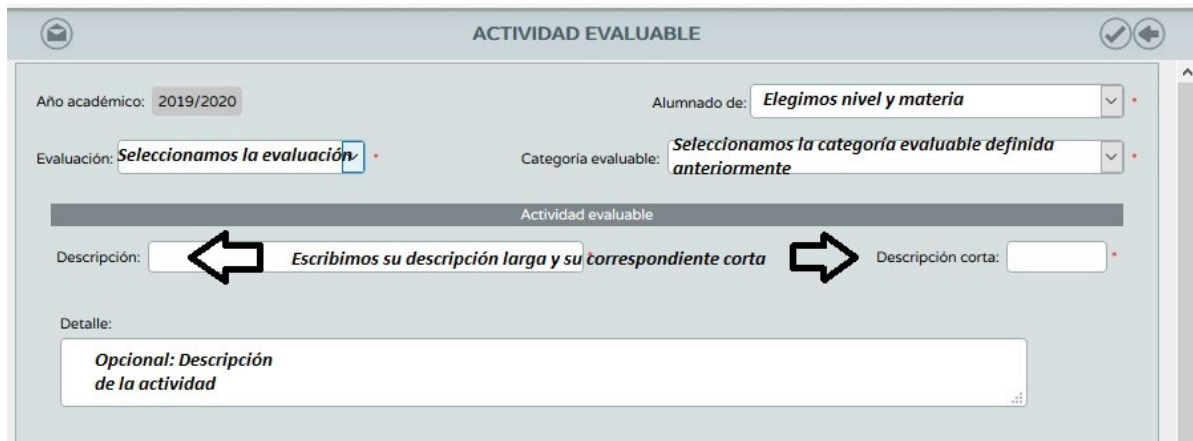 ACTIVIDAD EVALUABLE
Año académico: 2019/2020
Alumnado de: Elegimos nivel y materia *
Evaluación: Seleccionamos la evaluación *
Categoría evaluable: Seleccionamos la categoría evaluable definida
anteriormente *
Actividad evaluable
Descripción: Escribimos su descripción larga y su correspondiente corta * Descripción corta: *
Detalle:
Opcional: Descripción
de la actividad